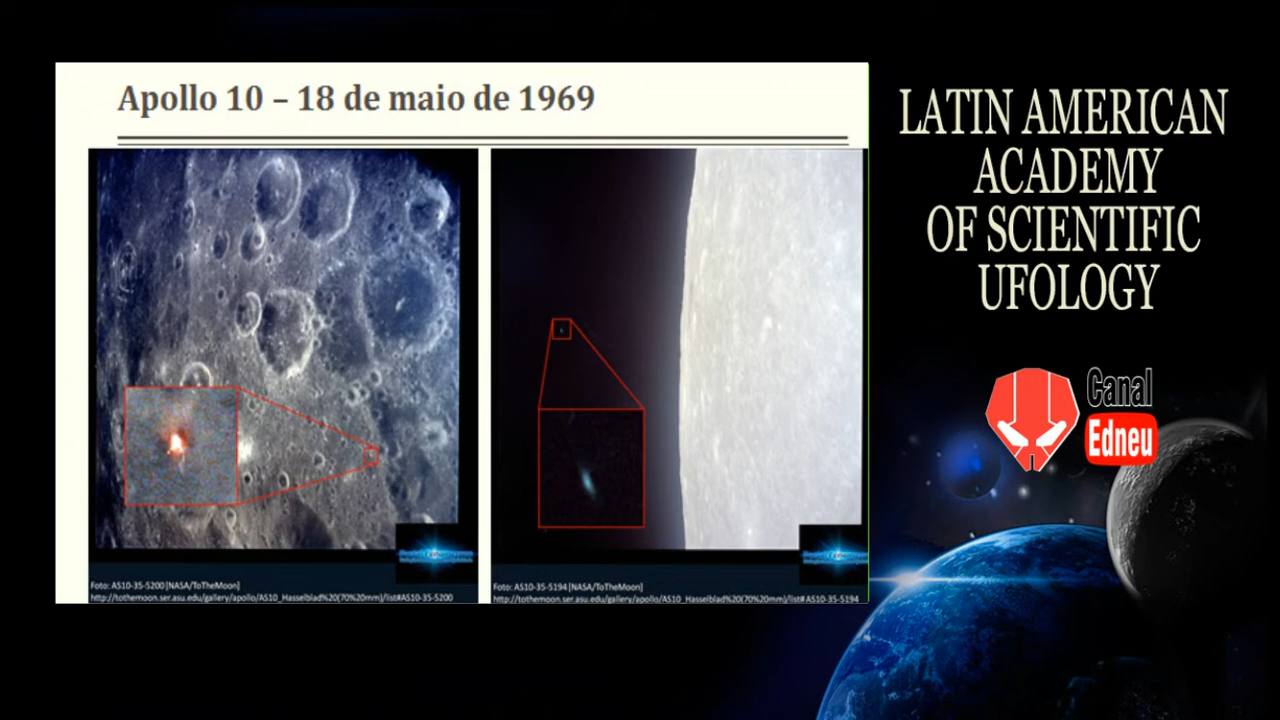 Apollo 10 – 18 de maio de 1969
Foto: AS10-35-5200 [NASA/ToTheMoon]
http://tothemoon.ser.asu.edu/gallery/apollo/AS10_Hasselblad%20(70%20mm)/list#AS10-35-5200
Foto: AS10-35-5194 [NASA/ToTheMoon]
http://tothemoon.ser.asu.edu/gallery/apollo/AS10_Hasselblad%20(70%20mm)/list#AS10-35-5194
LATIN AMERICAN
ACADEMY
OF SCIENTIFIC
UFOLOGY
Canal
Edneu